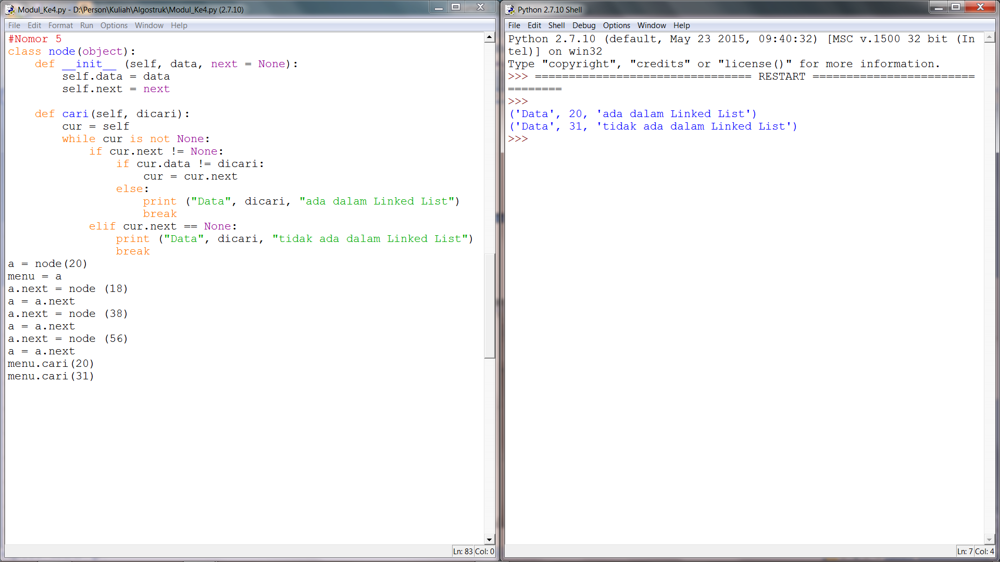 Modul_Ke4.py - D:\Person\Kuliah\Algostruk\Modul_Ke4.py (2.7.10)
File Edit Format Run Options Window Help
#Nomor 5
class node(object):
    def __init__ (self, data, next = None):
        self.data = data
        self.next = next

    def cari(self, dicari):
        cur = self
        while cur is not None:
            if cur.next != None:
                if cur.data != dicari:
                    cur = cur.next
                else:
                    print ("Data", dicari, "ada dalam Linked List")
                    break
            elif cur.next == None:
                print ("Data", dicari, "tidak ada dalam Linked List")
                break
a = node(20)
menu = a
a.next = node (18)
a = a.next
a.next = node (38)
a = a.next
a.next = node (56)
a = a.next
menu.cari(20)
menu.cari(31)
Ln: 83 Col: 0
Python 2.7.10 Shell
File Edit Shell Debug Options Window Help
Python 2.7.10 (default, May 23 2015, 09:40:32) [MSC v.1500 32 bit (In
tel)] on win32
Type "copyright", "credits" or "license()" for more information.
>>> ================================ RESTART ========================
========
>>>
('Data', 20, 'ada dalam Linked List')
('Data', 31, 'tidak ada dalam Linked List')
>>>
Ln: 7 Col: 4